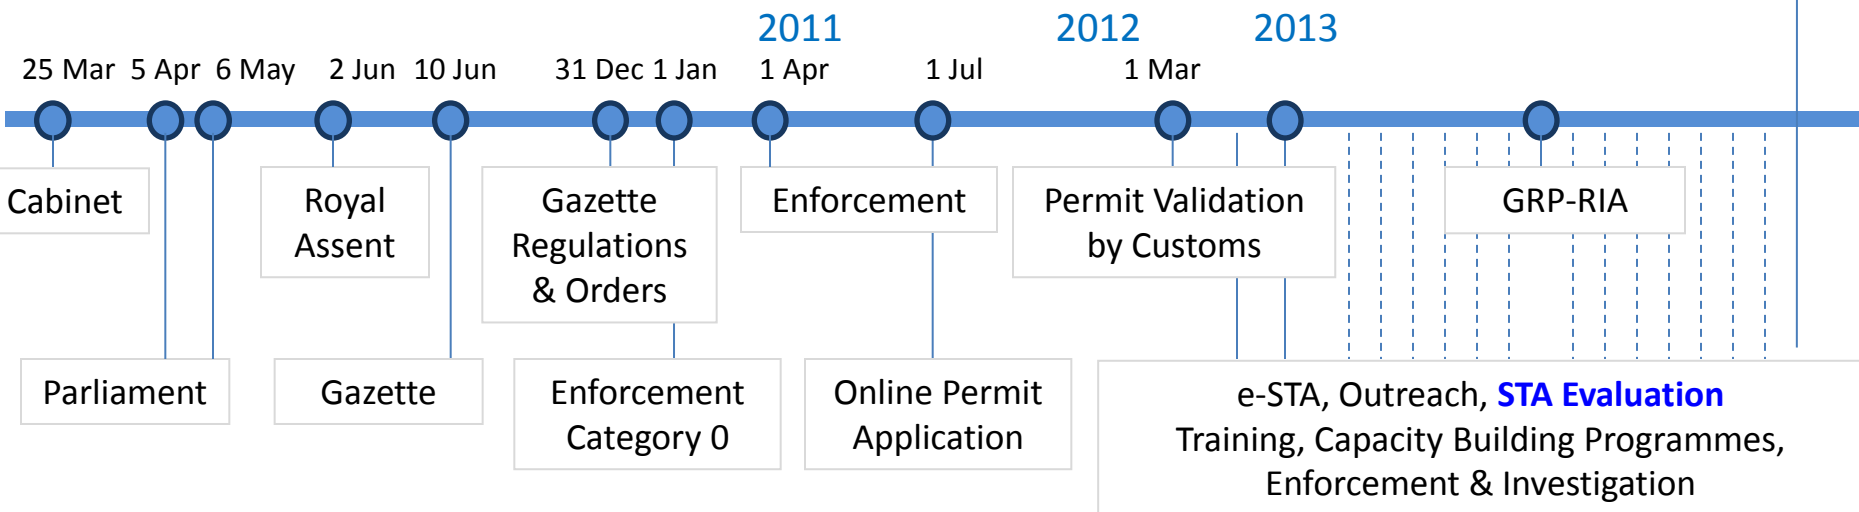 2011 2012 2013
25 Mar 5 Apr 6 May 2 Jun 10 Jun 31 Dec 1 Jan 1 Apr 1 Jul 1 Mar
Cabinet
Royal
Assent
Gazette
Regulations
& Orders
Enforcement
Permit Validation
by Customs
GRP-RIA
Parliament
Gazette
Enforcement
Category 0
Online Permit
Application
e-STA, Outreach, STA Evaluation
Training, Capacity Building Programmes,
Enforcement & Investigation